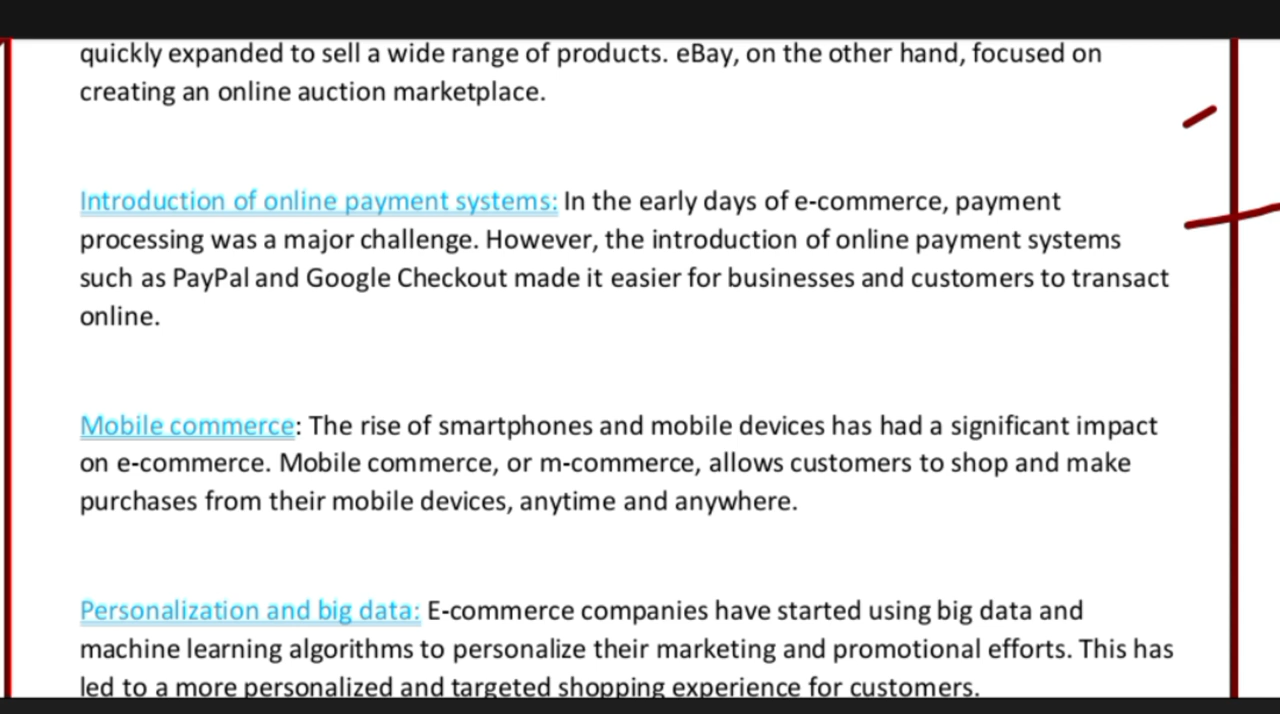 quickly expanded to sell a wide range of products. eBay, on the other hand, focused on
creating an online auction marketplace.
Introduction of online payment systems: In the early days of e-commerce, payment
processing was a major challenge. However, the introduction of online payment systems
such as PayPal and Google Checkout made it easier for businesses and customers to transact
online.
Mobile commerce: The rise of smartphones and mobile devices has had a significant impact
on e-commerce. Mobile commerce, or m-commerce, allows customers to shop and make
purchases from their mobile devices, anytime and anywhere.
Personalization and big data: E-commerce companies have started using big data and
machine learning algorithms to personalize their marketing and promotional efforts. This has
led to a more personalized and targeted shopping experience for customers.